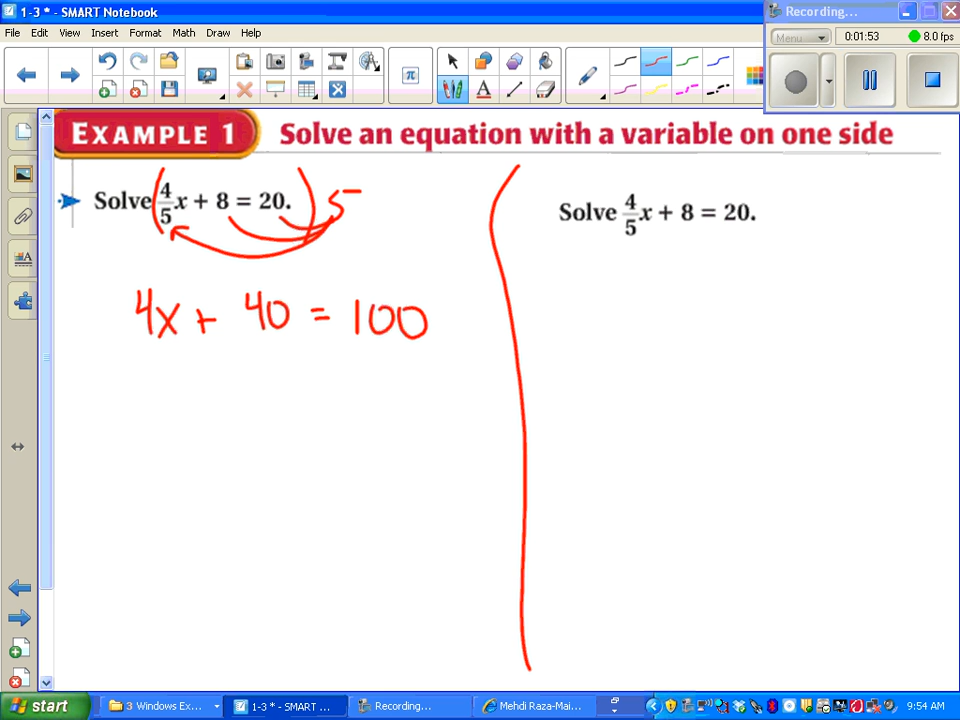 1-3 * - SMART Notebook
Recording...
File Edit View Insert Format Math Draw Help
Menu
0:01:53
8.0 fps
π
A
EXAMPLE 1 Solve an equation with a variable on one side
Solve (4/5 x + 8 = 20.) 5
4x + 40 = 100
Solve 4/5 x + 8 = 20.
start
3 Windows Ex...
1-3 * - SMART ...
Recording...
Mehdi Raza-Mai...
9:54 AM